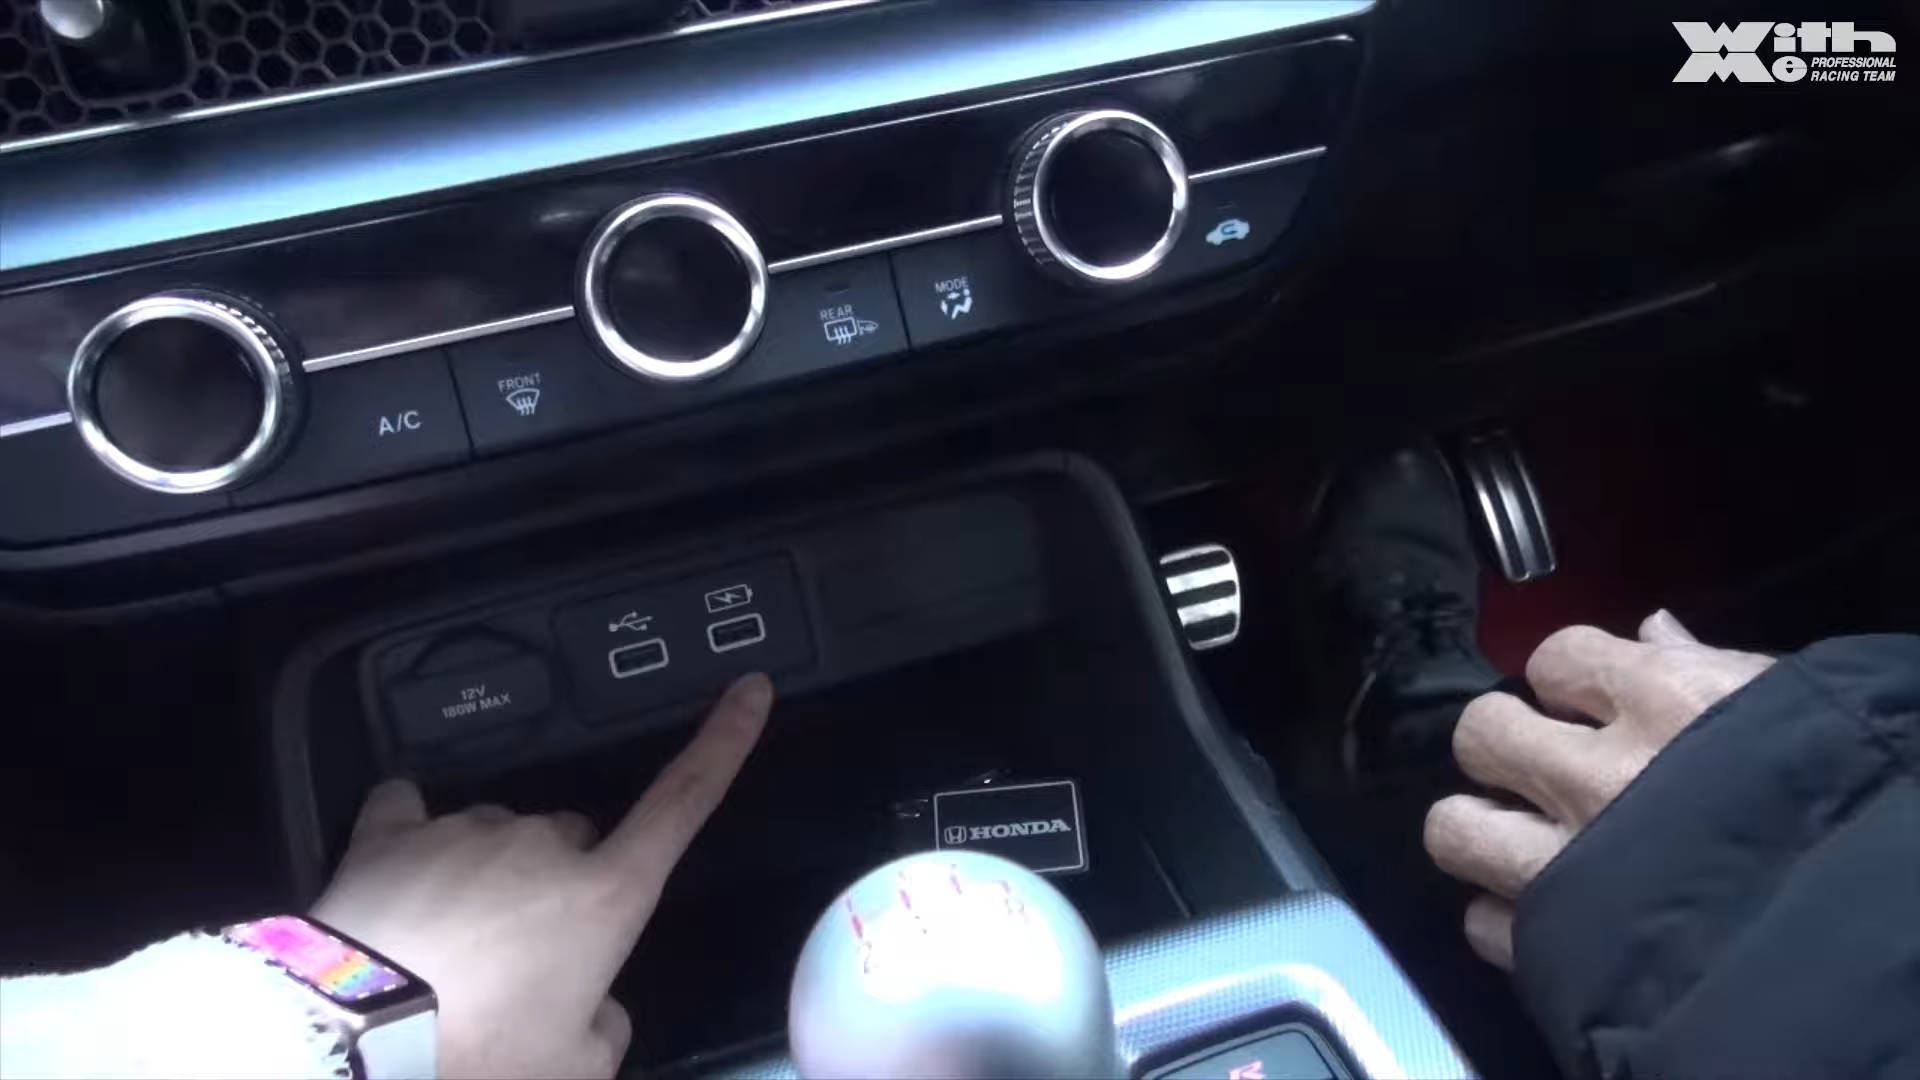 With
Me PROFESSIONAL
RACING TEAM
MODE
REAR
FRONT
A/C
12V
180W MAX
HONDA
R